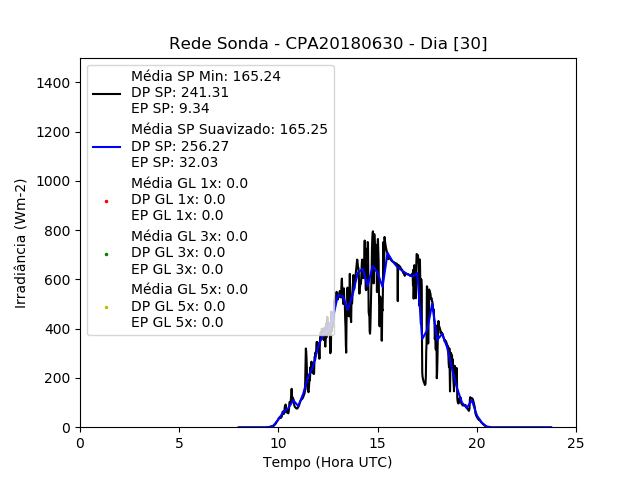 Rede Sonda - CPA20180630 - Dia [30]
Irradiância (Wm-2)
1400
1200
1000
800
600
400
200
0
Média SP Min: 165.24
DP SP: 241.31
EP SP: 9.34
Média SP Suavizado: 165.25
DP SP: 256.27
EP SP: 32.03
Média GL 1x: 0.0
DP GL 1x: 0.0
EP GL 1x: 0.0
Média GL 3x: 0.0
DP GL 3x: 0.0
EP GL 3x: 0.0
Média GL 5x: 0.0
DP GL 5x: 0.0
EP GL 5x: 0.0
0 5 10 15 20 25
Tempo (Hora UTC)